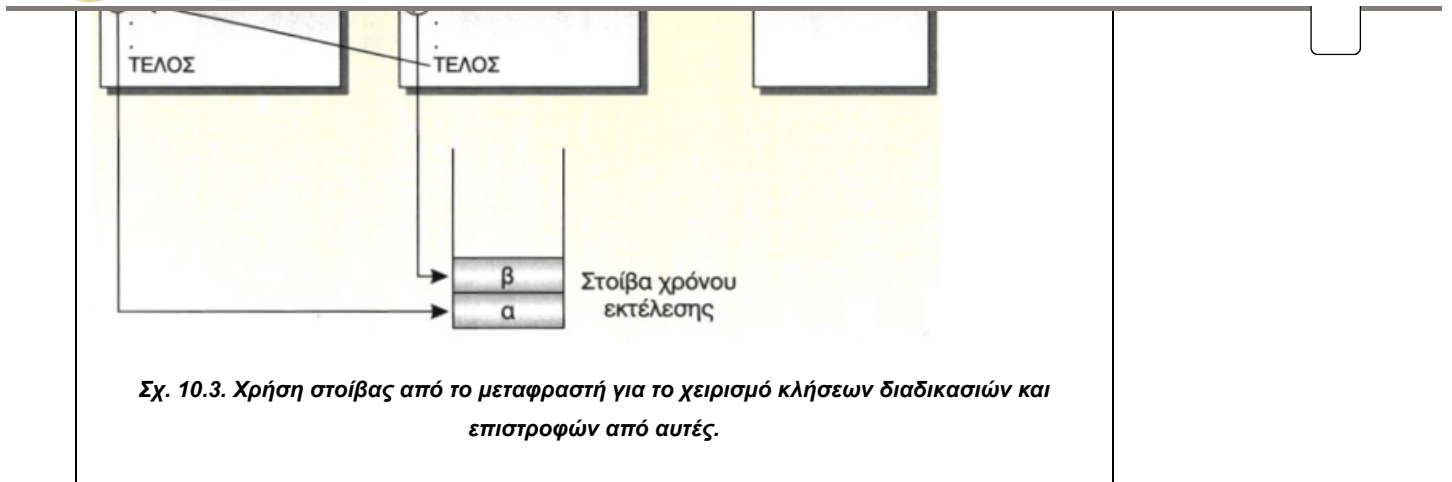 .
.
ΤΕΛΟΣ
.
.
ΤΕΛΟΣ
β
α
Στοίβα χρόνου
εκτέλεσης
Σχ. 10.3. Χρήση στοίβας από το μεταφραστή για το χειρισμό κλήσεων διαδικασιών και
επιστροφών από αυτές.